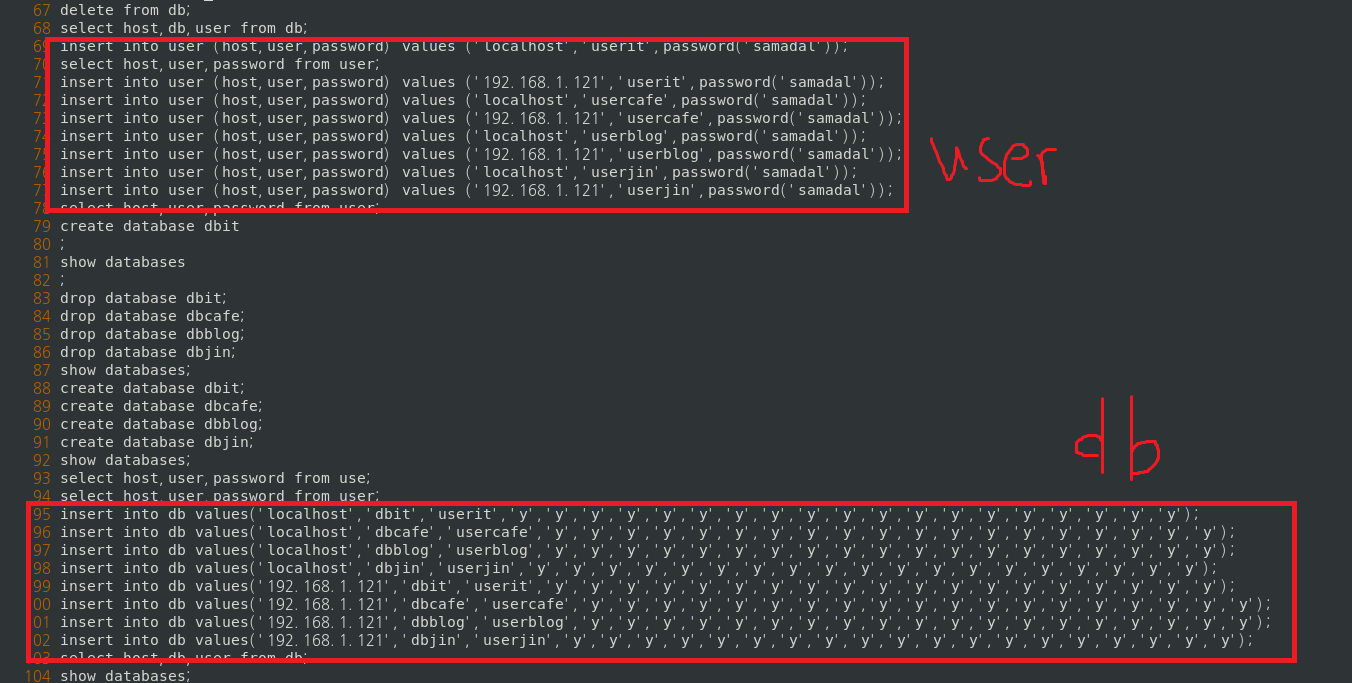 67 delete from db;
68 select host,db,user from db;
69 insert into user (host,user,password) values ('localhost','userit',password('samadal'));
70 select host,user,password from user;
71 insert into user (host,user,password) values ('192.168.1.121','userit',password('samadal'));
72 insert into user (host,user,password) values ('localhost','usercafe',password('samadal'));
73 insert into user (host,user,password) values ('192.168.1.121','usercafe',password('samadal'));
74 insert into user (host,user,password) values ('localhost','userblog',password('samadal'));
75 insert into user (host,user,password) values ('192.168.1.121','userblog',password('samadal'));
76 insert into user (host,user,password) values ('localhost','userjin',password('samadal'));
77 insert into user (host,user,password) values ('192.168.1.121','userjin',password('samadal'));
user
78 select host,user,password from user;
79 create database dbit
80 ;
81 show databases
82 ;
83 drop database dbit;
84 drop database dbcafe;
85 drop database dbblog;
86 drop database dbjin;
87 show databases;
88 create database dbit;
89 create database dbcafe;
90 create database dbblog;
91 create database dbjin;
db
92 show databases;
93 select host,user,password from use;
94 select host,user,password from user;
95 insert into db values('localhost','dbit','userit','y','y','y','y','y','y','y','y','y','y','y','y','y','y','y','y','y','y','y');
96 insert into db values('localhost','dbcafe','usercafe','y','y','y','y','y','y','y','y','y','y','y','y','y','y','y','y','y','y','y');
97 insert into db values('localhost','dbblog','userblog','y','y','y','y','y','y','y','y','y','y','y','y','y','y','y','y','y','y','y');
98 insert into db values('localhost','dbjin','userjin','y','y','y','y','y','y','y','y','y','y','y','y','y','y','y','y','y','y','y');
99 insert into db values('192.168.1.121','dbit','userit','y','y','y','y','y','y','y','y','y','y','y','y','y','y','y','y','y','y','y');
00 insert into db values('192.168.1.121','dbcafe','usercafe','y','y','y','y','y','y','y','y','y','y','y','y','y','y','y','y','y','y','y');
01 insert into db values('192.168.1.121','dbblog','userblog','y','y','y','y','y','y','y','y','y','y','y','y','y','y','y','y','y','y','y');
02 insert into db values('192.168.1.121','dbjin','userjin','y','y','y','y','y','y','y','y','y','y','y','y','y','y','y','y','y','y','y');
03 select host,db,user from db;
104 show databases;